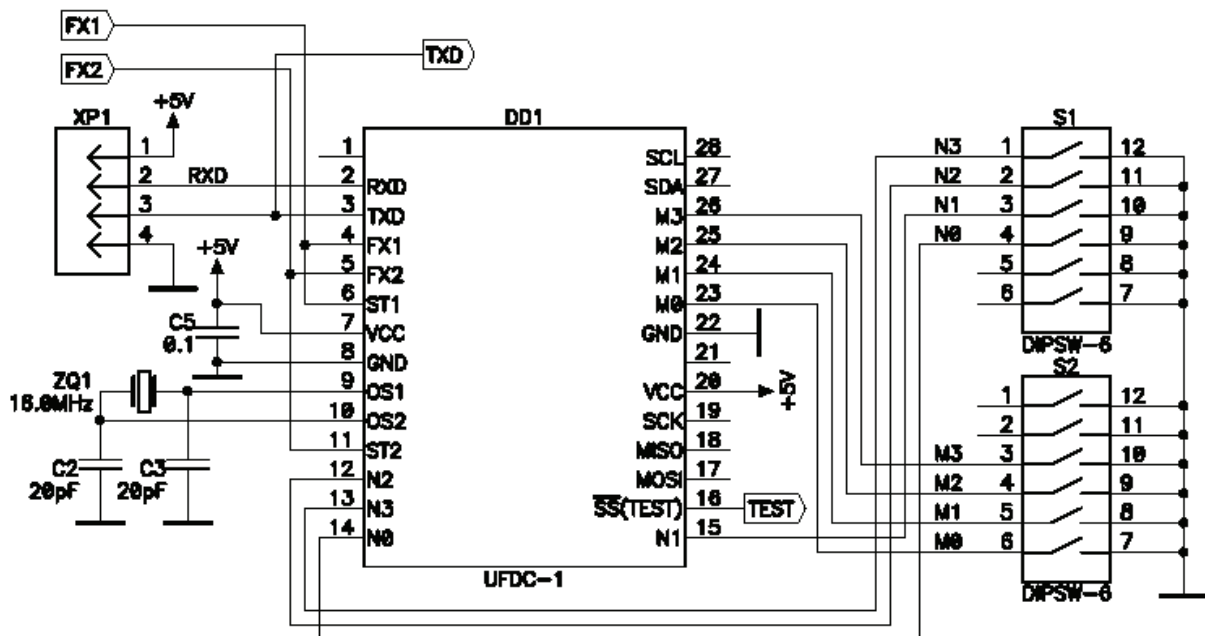 FX1
TXD
FX2
+5V
XP1
DD1
S1
1
2
3
4
RXD
+5V
1
2 RXD
3 TXD
4 FX1
5 FX2
6 ST1
7 VCC
8 GND
9 OS1
10 OS2
11 ST2
12 N2
13 N3
14 N0
28 SCL
27 SDA
26 M3
25 M2
24 M1
23 M0
22 GND
21
20 VCC
+5V
19 SCK
18 MISO
17 MOSI
16 SS(TEST)
TEST
15 N1
UFDC-1
C5
0.1
ZQ1
16.0MHz
C2
20pF
C3
20pF
N3 1 12
N2 2 11
N1 3 10
N0 4 9
5 8
6 7
DWPSW-6
S2
1 12
2 11
M3 3 10
M2 4 9
M1 5 8
M0 6 7
DWPSW-6